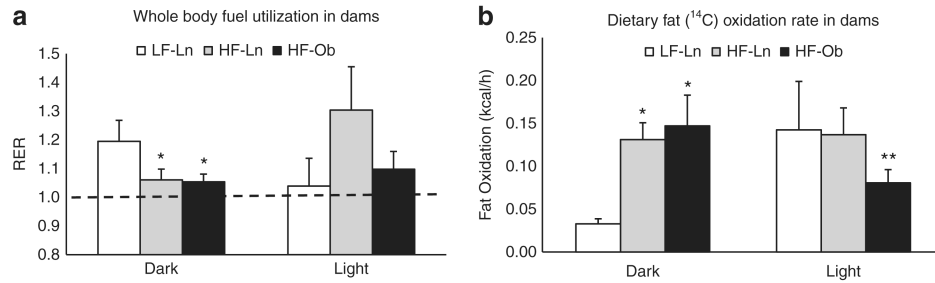 a
Whole body fuel utilization in dams
LF-Ln HF-Ln HF-Ob
1.5
1.4
1.3
1.2
1.1
1.0
0.9
0.8
RER
*
*
Dark
Light
b
Dietary fat (¹⁴C) oxidation rate in dams
LF-Ln HF-Ln HF-Ob
0.25
0.20
0.15
0.10
0.05
0.00
Fat Oxidation (kcal/h)
*
*
**
Dark
Light